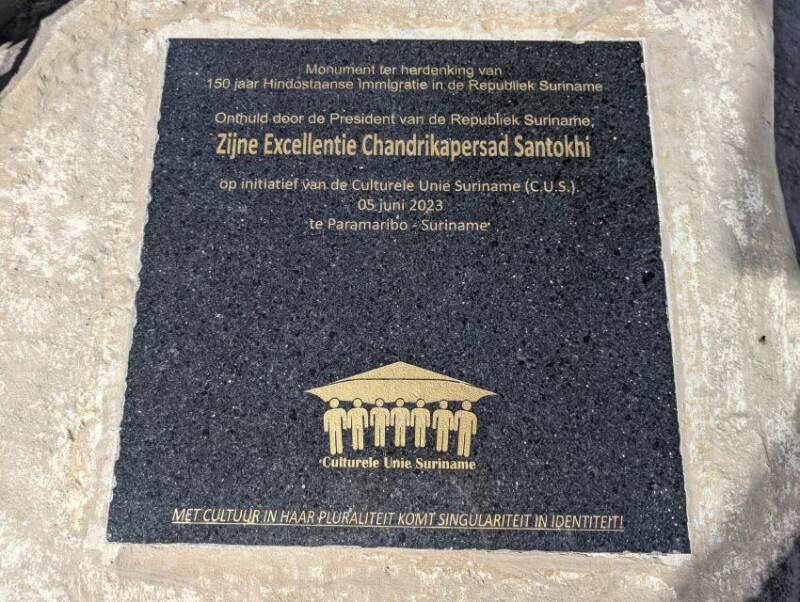 Monument ter herdenking van
150 jaar Hindostaanse Immigratie in de Republiek Suriname
Onthuld door de President van de Republiek Suriname,
Zijne Excellentie Chandrikapersad Santokhi
op initiatief van de Culturele Unie Suriname (C.U.S.).
05 juni 2023
te Paramaribo - Suriname
Culturele Unie Suriname
MET CULTUUR IN HAAR PLURALITEIT KOMT SINGULARITEIT IN IDENTITEIT!